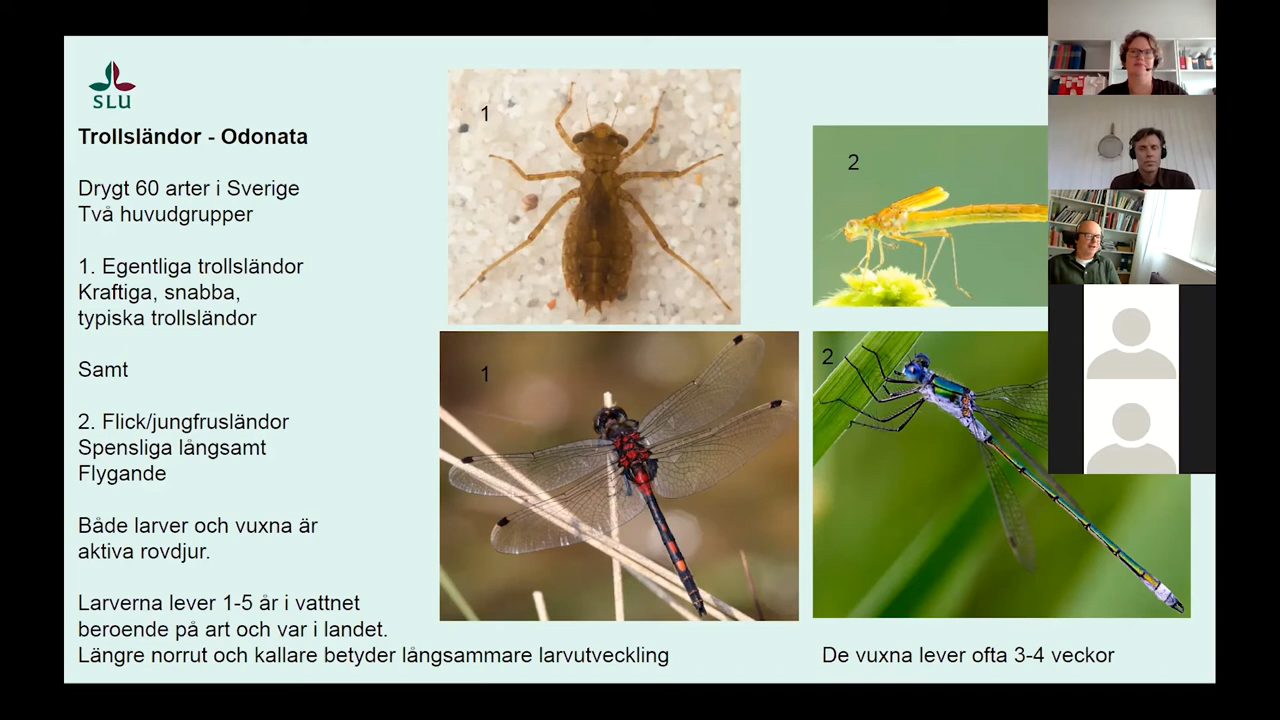 SLU
Trollsländor - Odonata
Drygt 60 arter i Sverige
Två huvudgrupper
1. Egentliga trollsländor
Kraftiga, snabba,
typiska trollsländor
Samt
2. Flick/jungfrusländor
Spensliga långsamt
Flygande
Både larver och vuxna är
aktiva rovdjur.
Larverna lever 1-5 år i vattnet
beroende på art och var i landet.
Längre norrut och kallare betyder långsammare larvutveckling
1
2
1
2
De vuxna lever ofta 3-4 veckor